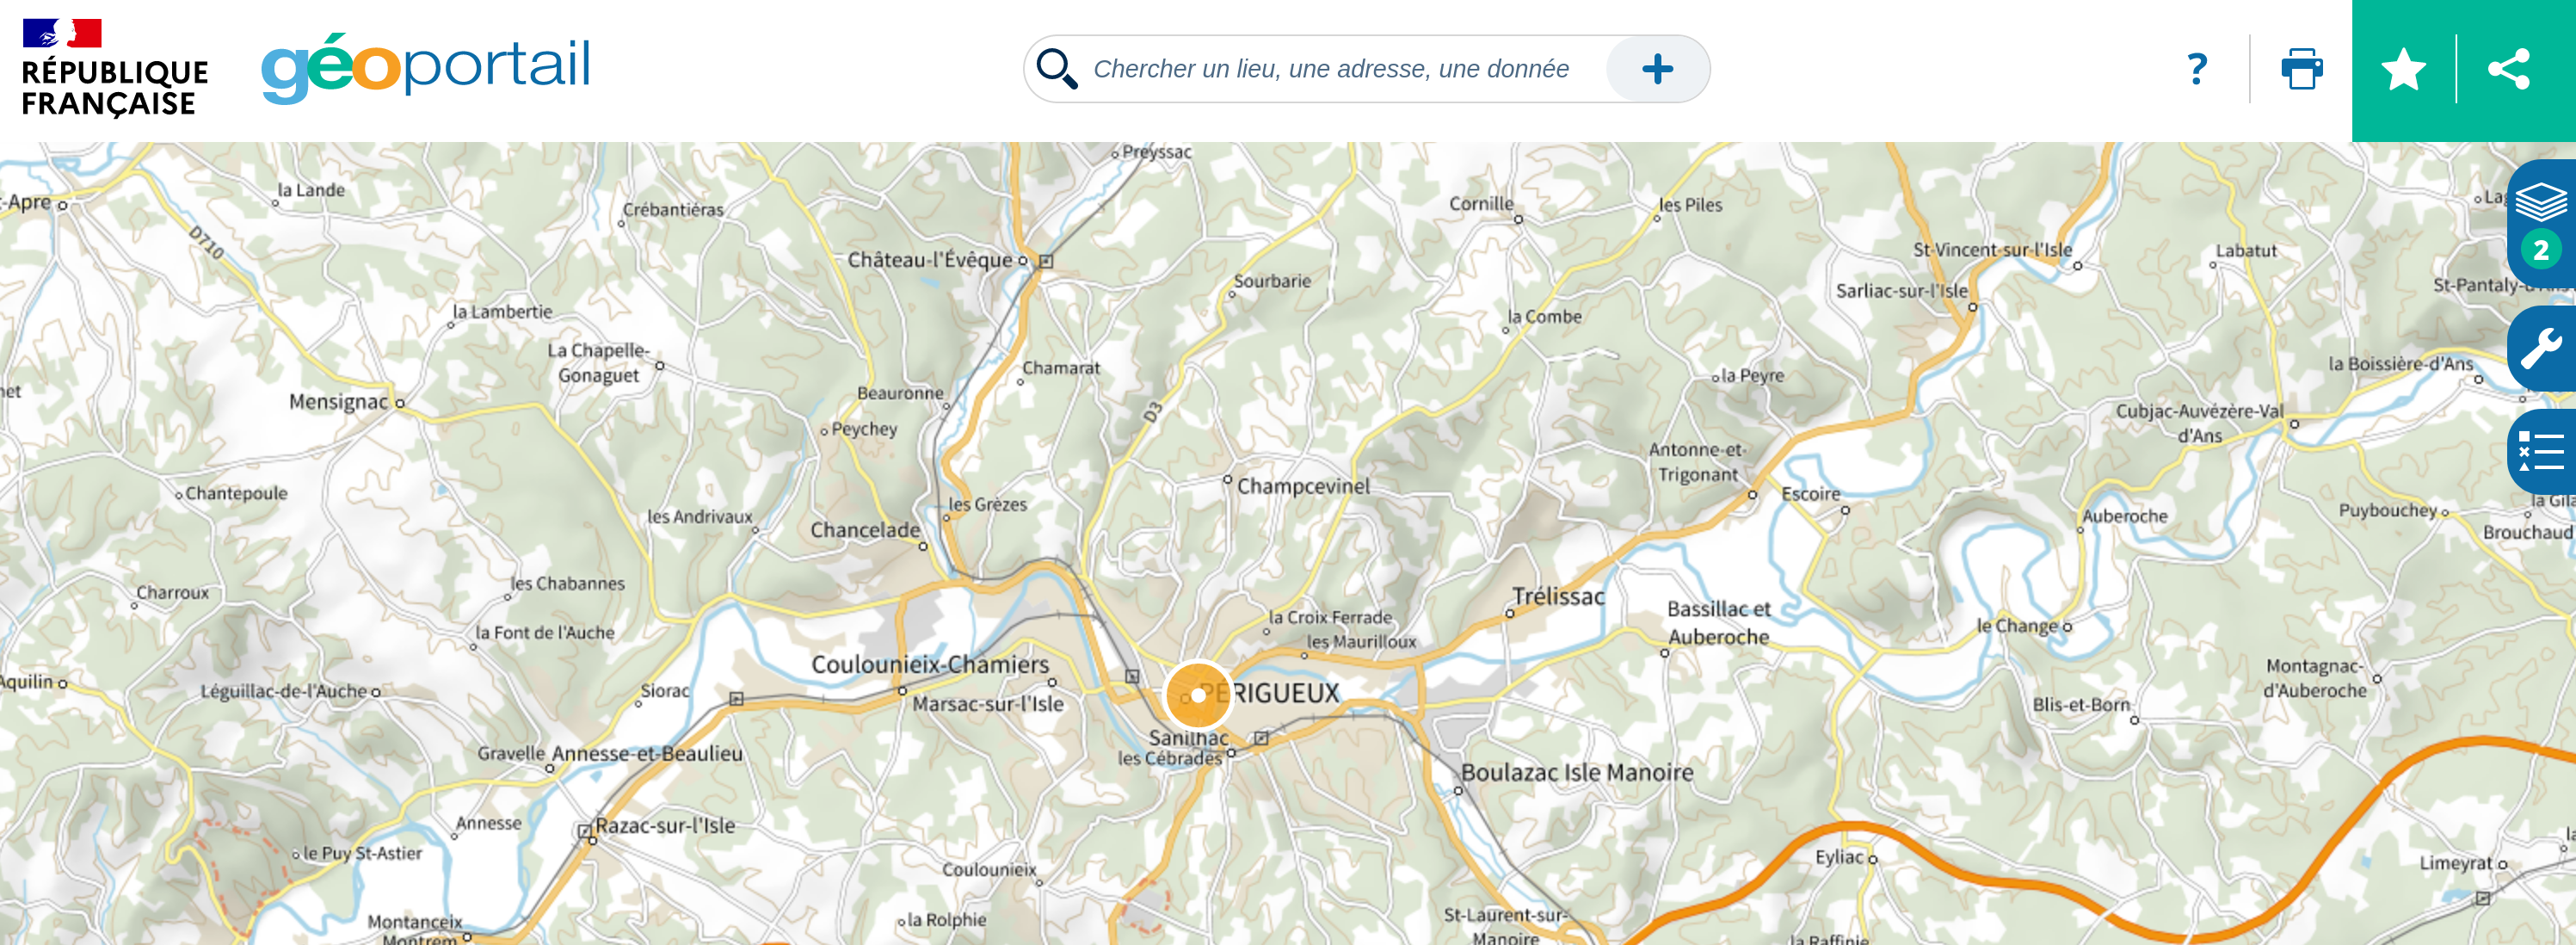 RÉPUBLIQUE
FRANÇAISE
géoportail
Chercher un lieu, une adresse, une donnée
?
2
Preyssac
la Lande
t-Apre
D710
Crébantiéras
Cornille
les Piles
Château-l'Évêque
St-Vincent-sur-l'Isle
Labatut
Sourbarie
Sarliac-sur-l'Isle
St-Pantaly-d'Ans
la Lambertie
la Combe
La Chapelle-
Gonaguet
Chamarat
la Boissière-d'Ans
la Peyre
net
Mensignac
Beauronne
D3
Cubjac-Auvézère-Val
d'Ans
Peychey
Antonne-et-
Trigonant
Chantepoule
Champcevinel
Escoire
les Grèzes
les Andrivaux
Chancelade
Auberoche
Puybouchey
Brouchaud
les Chabannes
Charroux
Trélissac
Bassillac et
Auberoche
la Croix Ferrade
la Font de l'Auche
les Maurilloux
le Change
Coulounieix-Chamiers
Montagnac-
d'Auberoche
Aquilin
Léguillac-de-l'Auche
Siorac
Marsac-sur-l'Isle
PÉRIGUEUX
Blis-et-Born
Sanilhac
les Cébrades
Gravelle
Annesse-et-Beaulieu
Boulazac Isle Manoire
Annesse
Razac-sur-l'Isle
le Puy St-Astier
Coulounieix
Eyliac
Limeyrat
Montanceix
Montrem
la Rolphie
St-Laurent-sur-
Manoire
la Raffinie